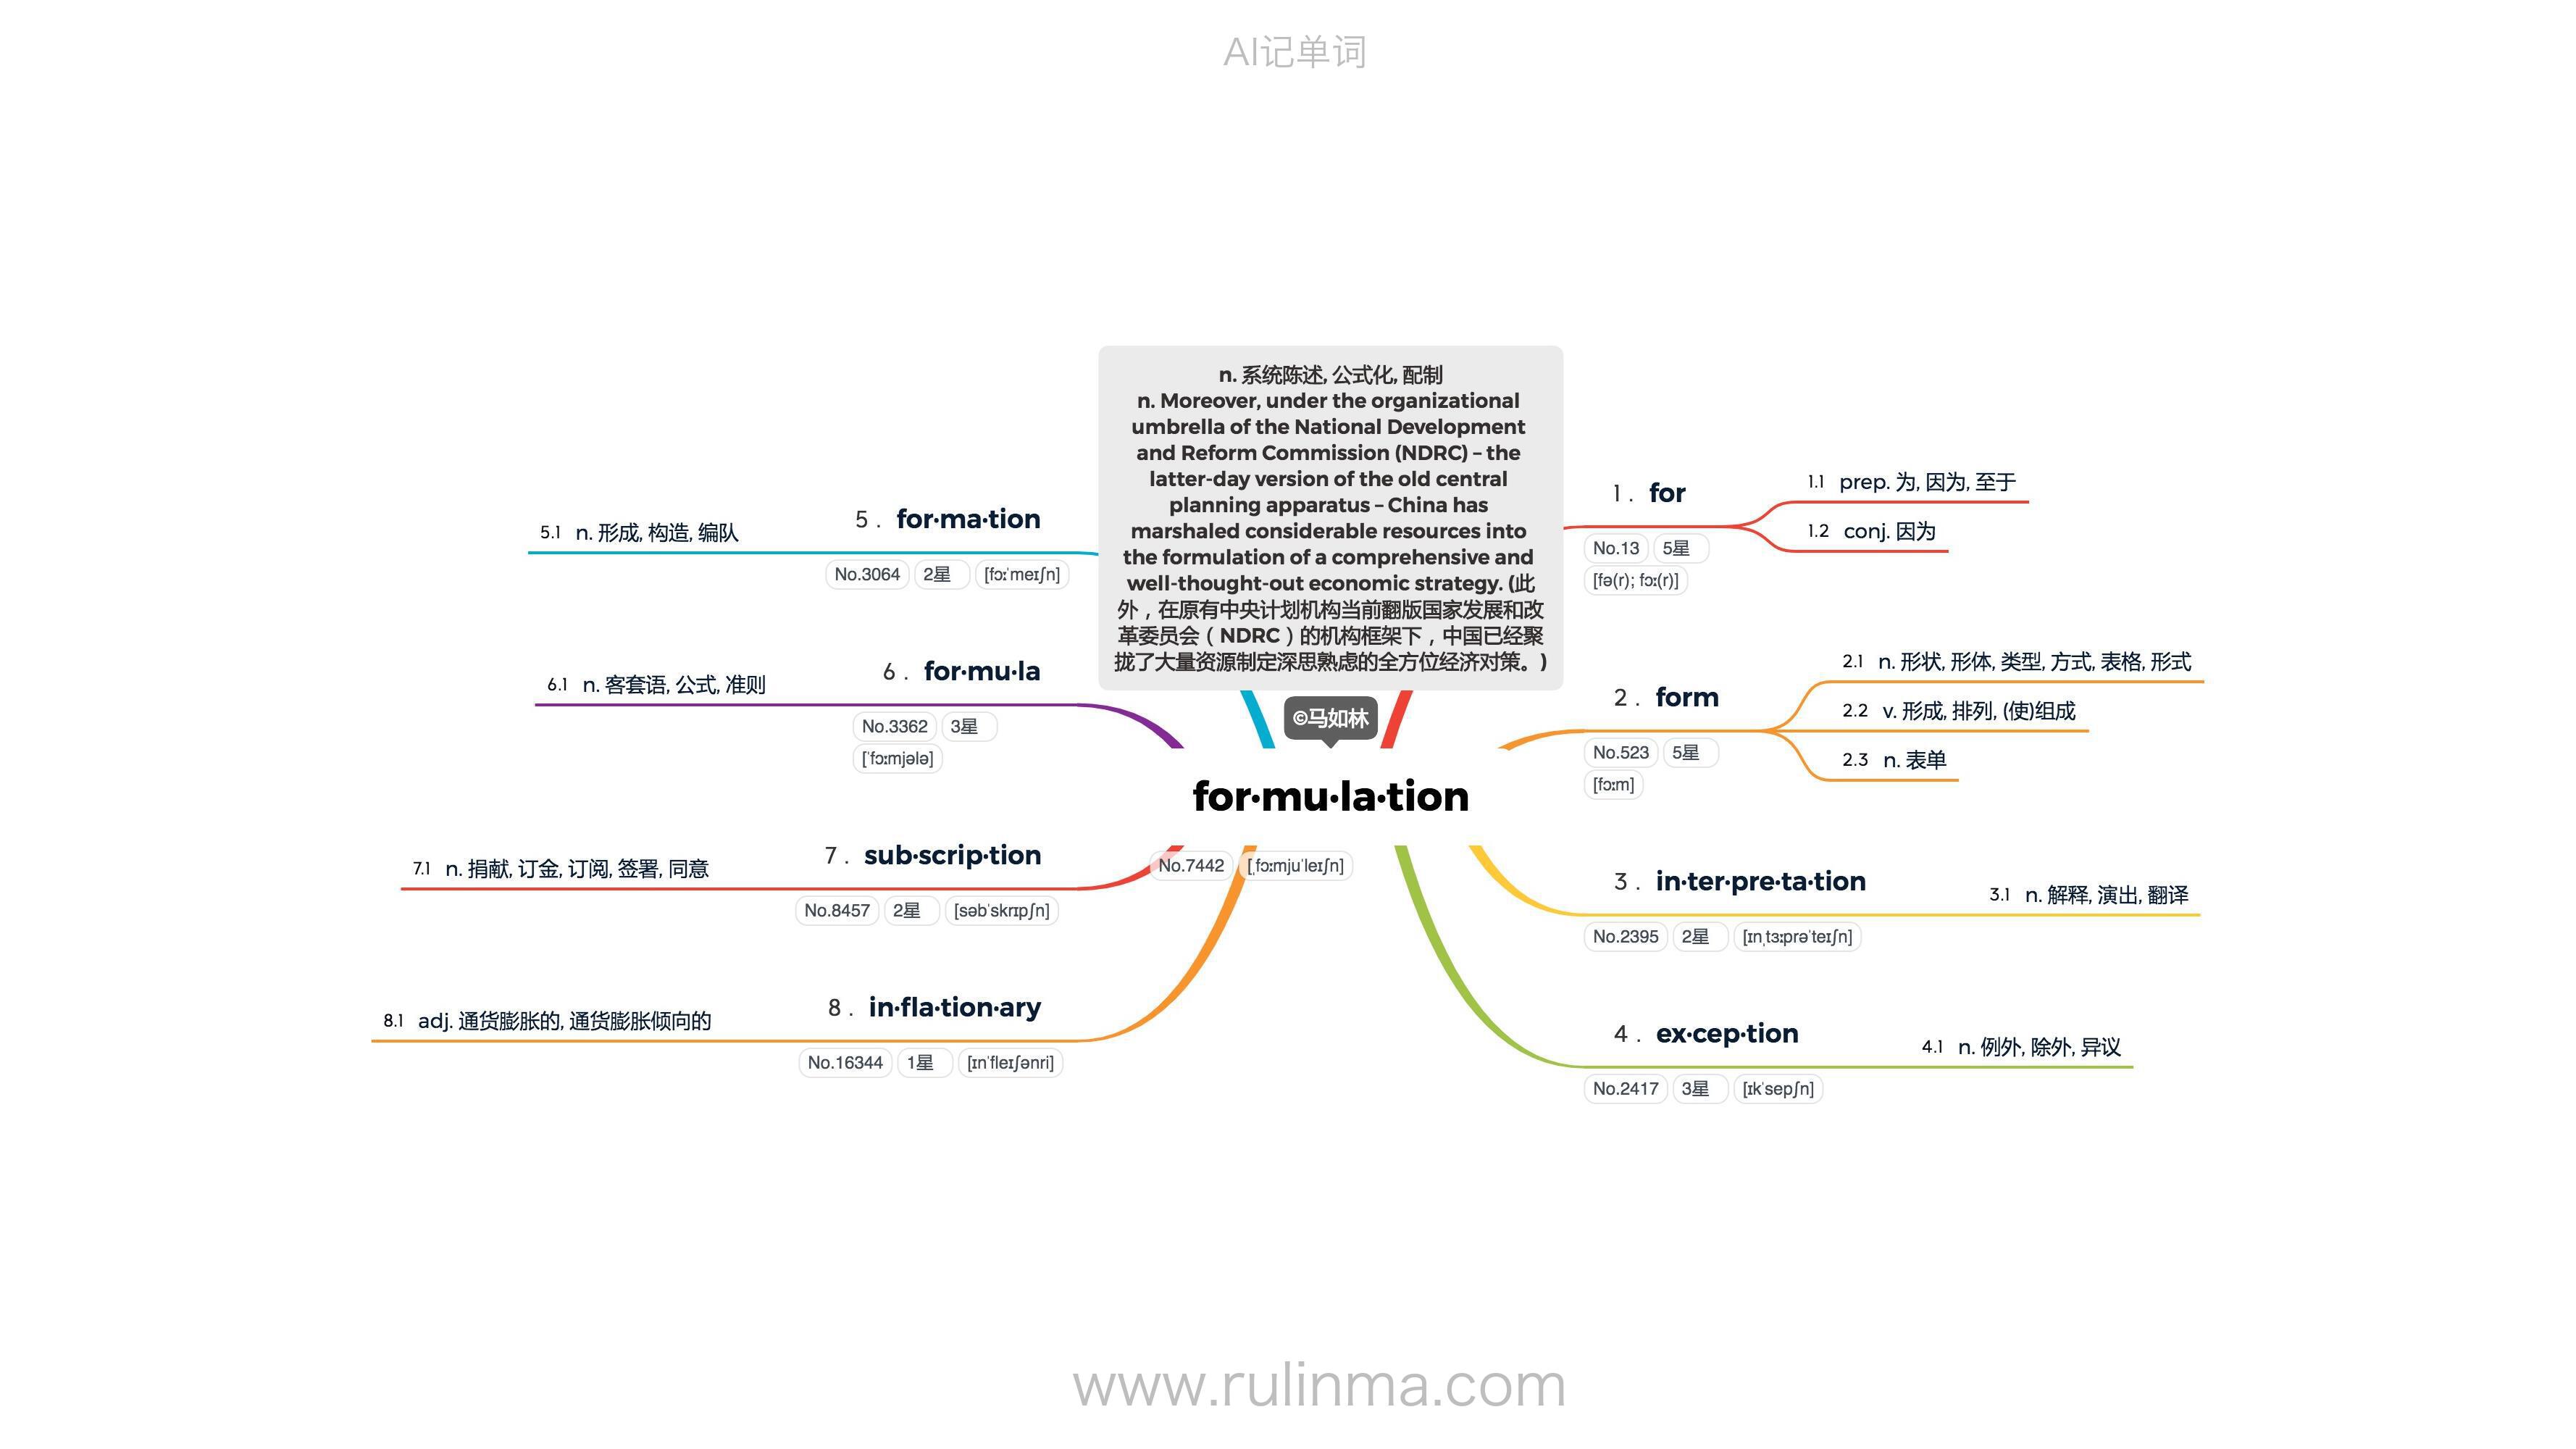 AI记单词
n. 系统陈述, 公式化, 配制
n. Moreover, under the organizational
umbrella of the National Development
and Reform Commission (NDRC) – the
latter-day version of the old central
planning apparatus – China has
marshaled considerable resources into
the formulation of a comprehensive and
well-thought-out economic strategy. (此
外，在原有中央计划机构当前翻版国家发展和改
革委员会（NDRC）的机构框架下，中国已经聚
拢了大量资源制定深思熟虑的全方位经济对策。)
©马如林
for·mu·la·tion
No.7442 [ˌfɔːmjuˈleɪʃn]
1. for
No.13 5星
[fə(r); fɔː(r)]
1.1 prep. 为, 因为, 至于
1.2 conj. 因为
2. form
No.523 5星
[fɔːm]
2.1 n. 形状, 形体, 类型, 方式, 表格, 形式
2.2 v. 形成, 排列, (使)组成
2.3 n. 表单
3. in·ter·pre·ta·tion
No.2395 2星 [ɪnˌtɜːprəˈteɪʃn]
3.1 n. 解释, 演出, 翻译
4. ex·cep·tion
No.2417 3星 [ɪkˈsepʃn]
4.1 n. 例外, 除外, 异议
5. for·ma·tion
No.3064 2星 [fɔːˈmeɪʃn]
5.1 n. 形成, 构造, 编队
6. for·mu·la
No.3362 3星
[ˈfɔːmjələ]
6.1 n. 客套语, 公式, 准则
7. sub·scrip·tion
No.8457 2星 [səbˈskrɪpʃn]
7.1 n. 捐献, 订金, 订阅, 签署, 同意
8. in·fla·tion·ary
No.16344 1星 [ɪnˈfleɪʃənri]
8.1 adj. 通货膨胀的, 通货膨胀倾向的
www.rulinma.com